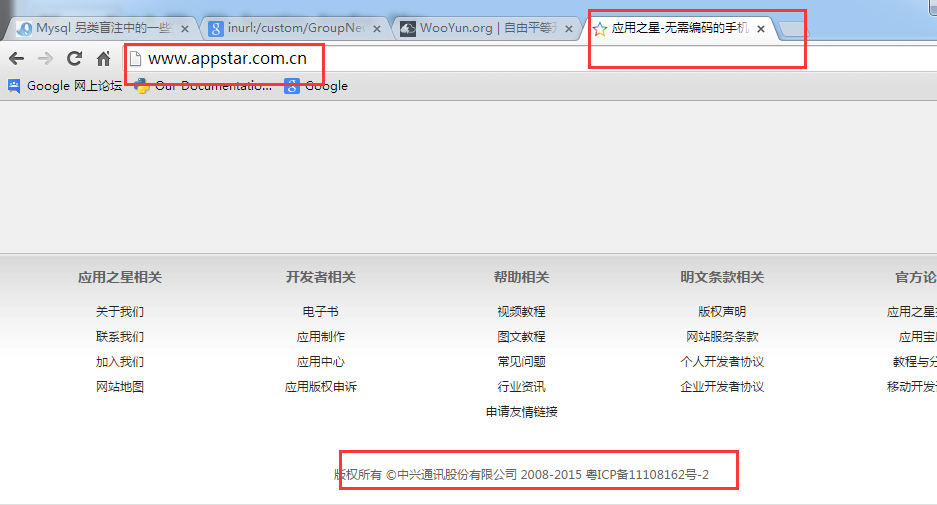 Mysql 另类盲注中的一些
inurl:/custom/GroupNew
WooYun.org | 自由平等
应用之星-无需编码的手机
www.appstar.com.cn
Google 网上论坛
Our Documentatio...
Google
应用之星相关 开发者相关 帮助相关 明文条款相关 官方论
关于我们 电子书 视频教程 版权声明 应用之星
联系我们 应用制作 图文教程 网站服务条款 应用宝
加入我们 应用中心 常见问题 个人开发者协议 教程与分
网站地图 应用版权申诉 行业资讯 企业开发者协议 移动开发
申请友情链接
版权所有 ©中兴通讯股份有限公司 2008-2015 粤ICP备11108162号-2